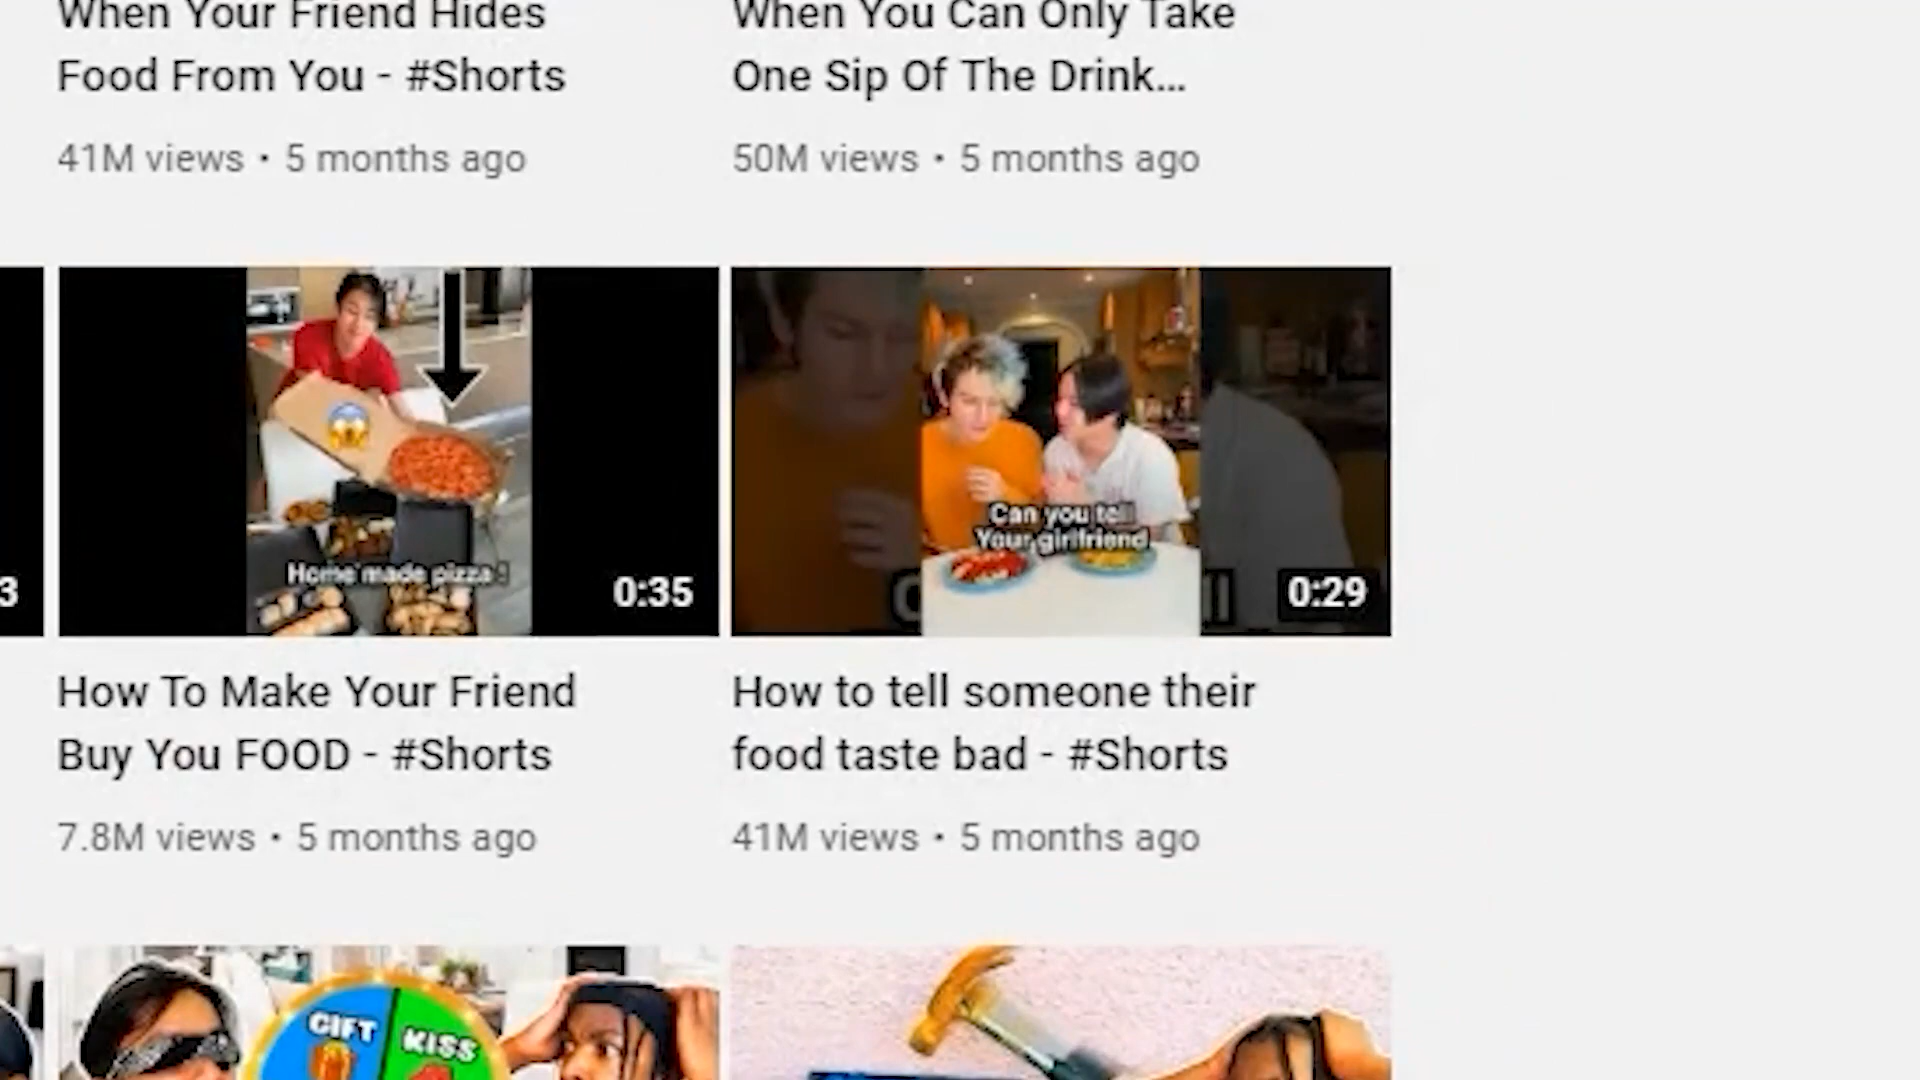 When Your Friend Hides
Food From You - #Shorts
41M views • 5 months ago
When You Can Only Take
One Sip Of The Drink...
50M views • 5 months ago
3
Home made pizza !
0:35
Can you tell
Your girlfriend
0:29
How To Make Your Friend
Buy You FOOD - #Shorts
7.8M views • 5 months ago
How to tell someone their
food taste bad - #Shorts
41M views • 5 months ago
GIFT
KISS